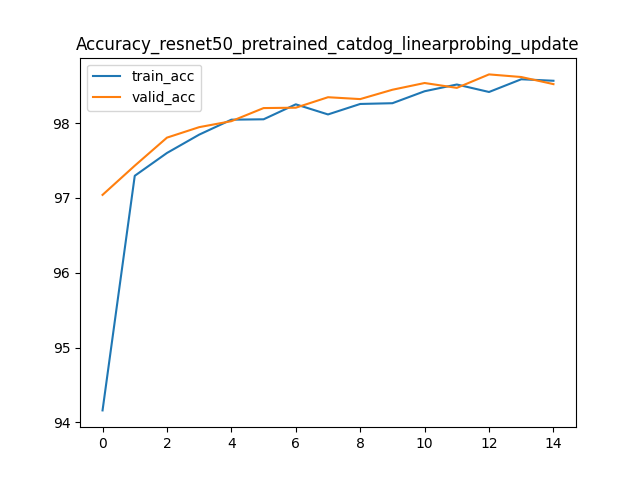 Accuracy_resnet50_pretrained_catdog_linearprobing_update
train_acc
valid_acc
98
97
96
95
94
0 2 4 6 8 10 12 14